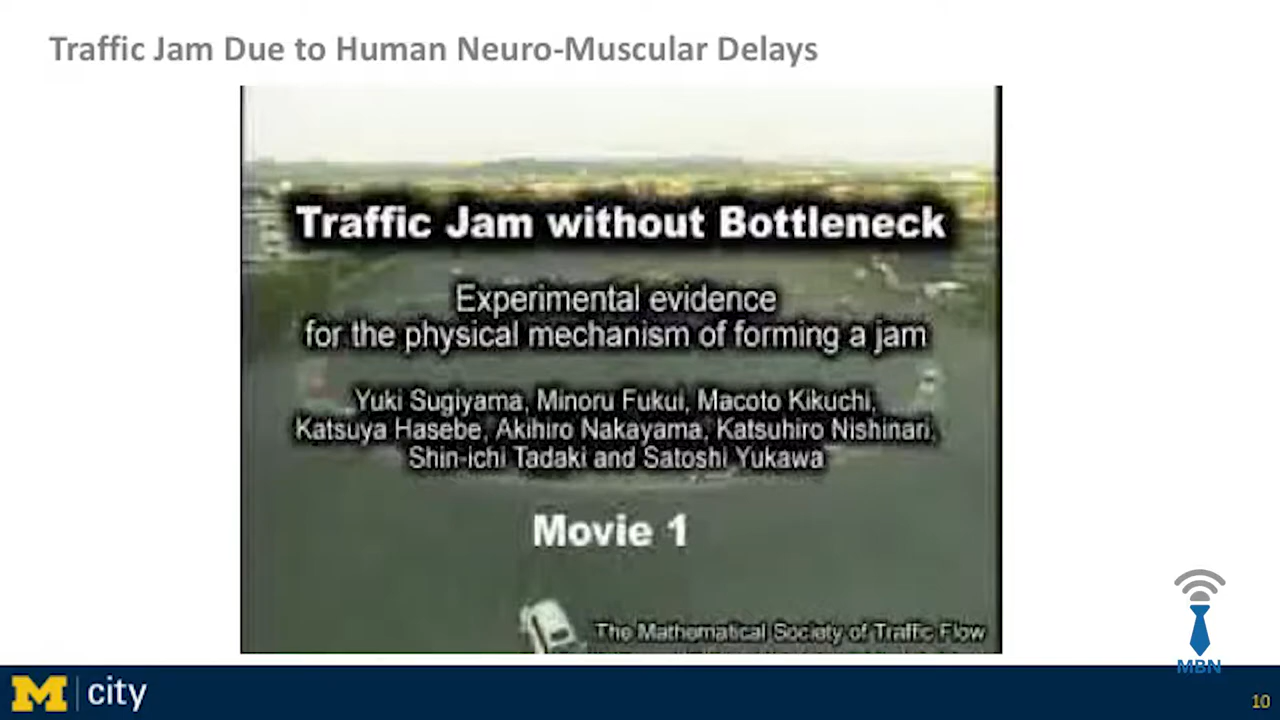 Traffic Jam Due to Human Neuro-Muscular Delays
Traffic Jam without Bottleneck
Experimental evidence
for the physical mechanism of forming a jam
Yuki Sugiyama, Minoru Fukui, Macoto Kikuchi,
Katsuya Hasebe, Akihiro Nakayama, Katsuhiro Nishinari,
Shin-ichi Tadaki and Satoshi Yukawa
Movie 1
The Mathematical Society of Traffic Flow
MBN
M city
10